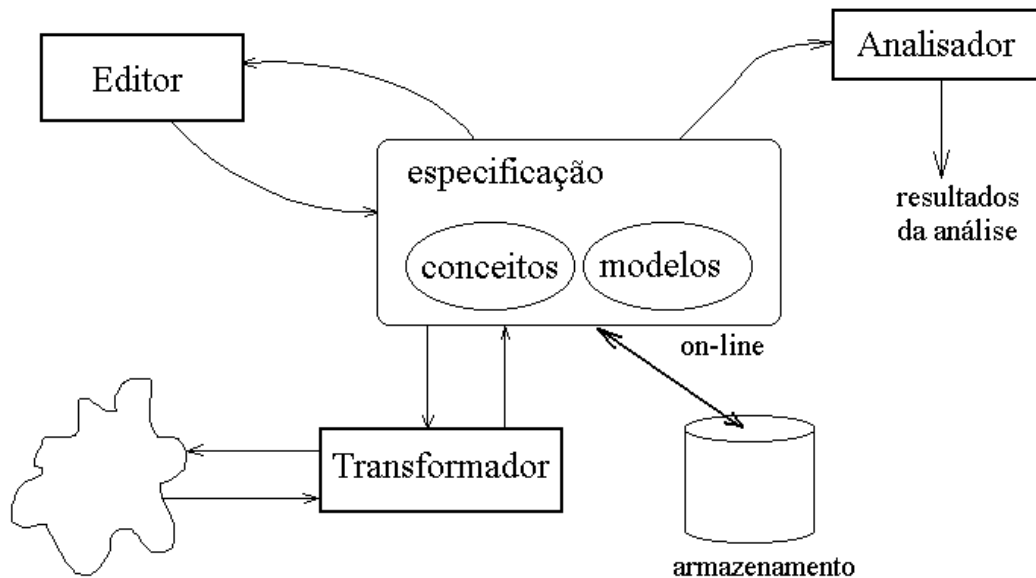 Editor
Analisador
especificação
conceitos
modelos
resultados
da análise
on-line
Transformador
armazenamento